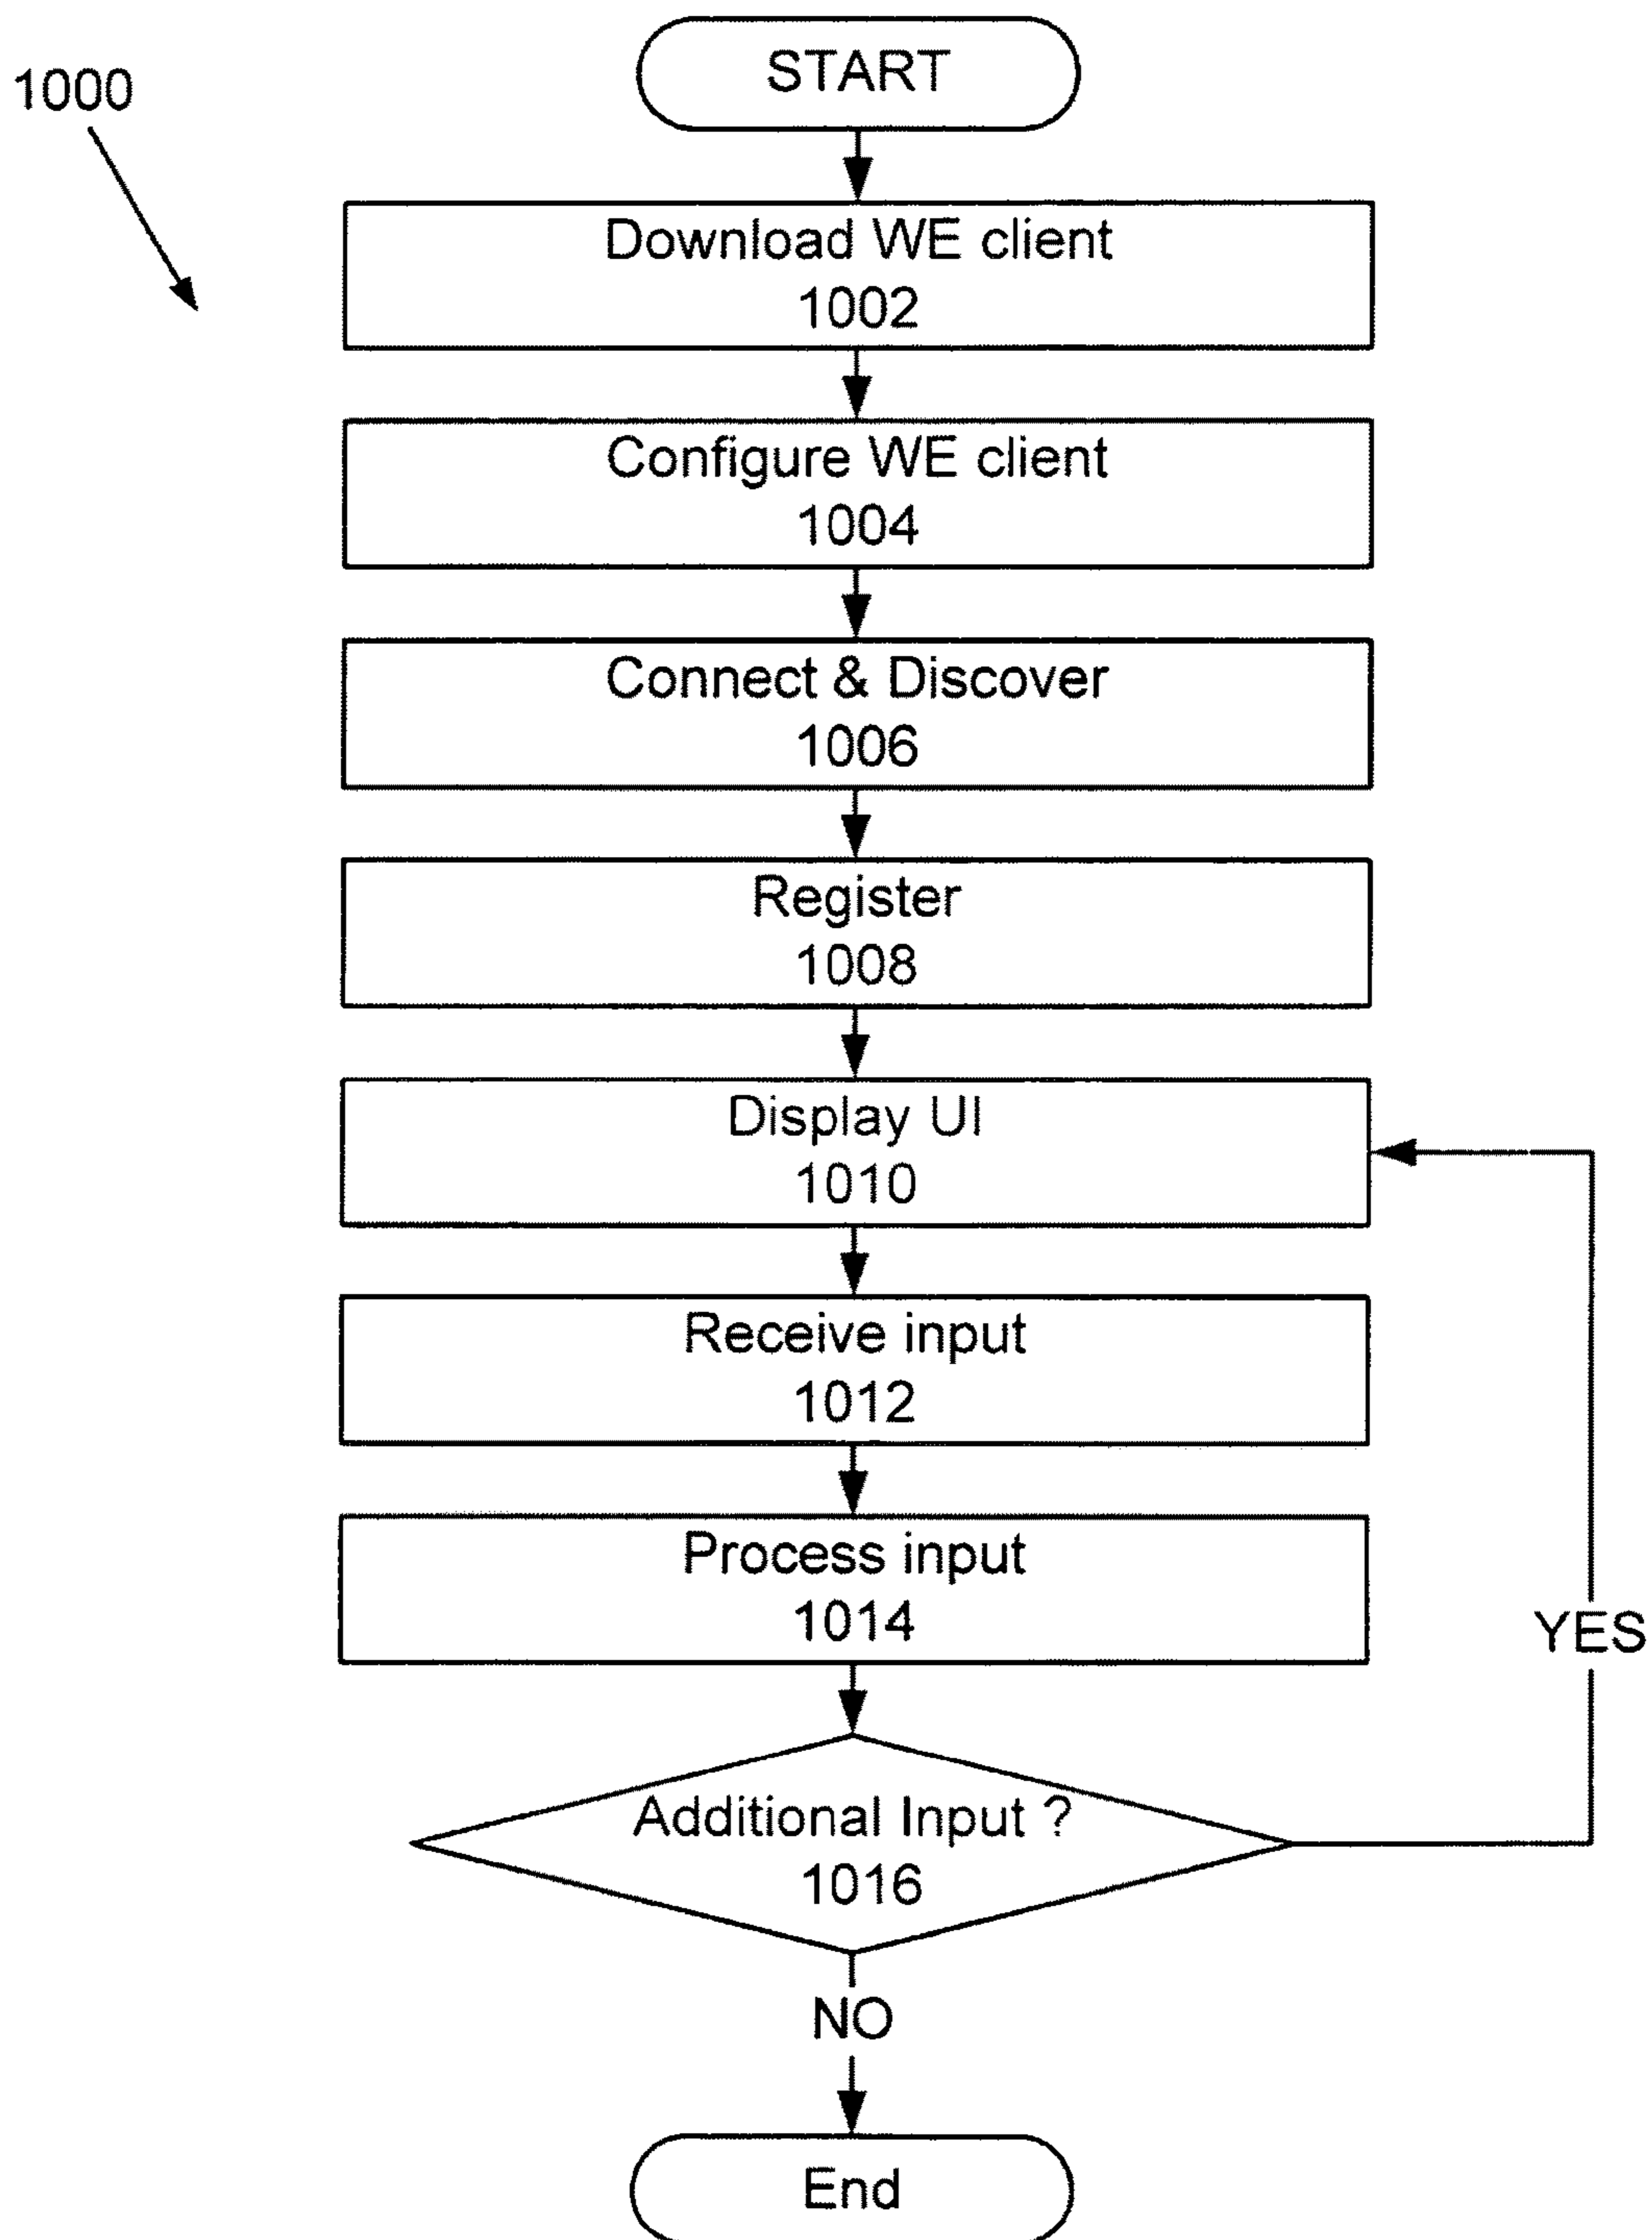 START
1000
Download WE client
1002
Configure WE client
1004
Connect & Discover
1006
Register
1008
Display UI
1010
Receive input
1012
Process input
1014
YES
Additional Input ?
1016
NO
End